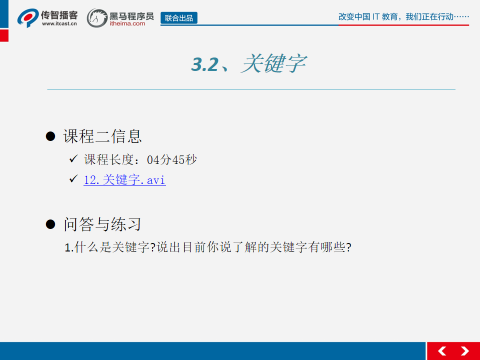 传智播客
www.itcast.cn
黑马程序员
itheima.com
联合出品
改变中国 IT 教育，我们正在行动……
3.2、关键字
课程二信息
课程长度：04分45秒
12.关键字.avi
问答与练习
1.什么是关键字?说出目前你说了解的关键字有哪些?